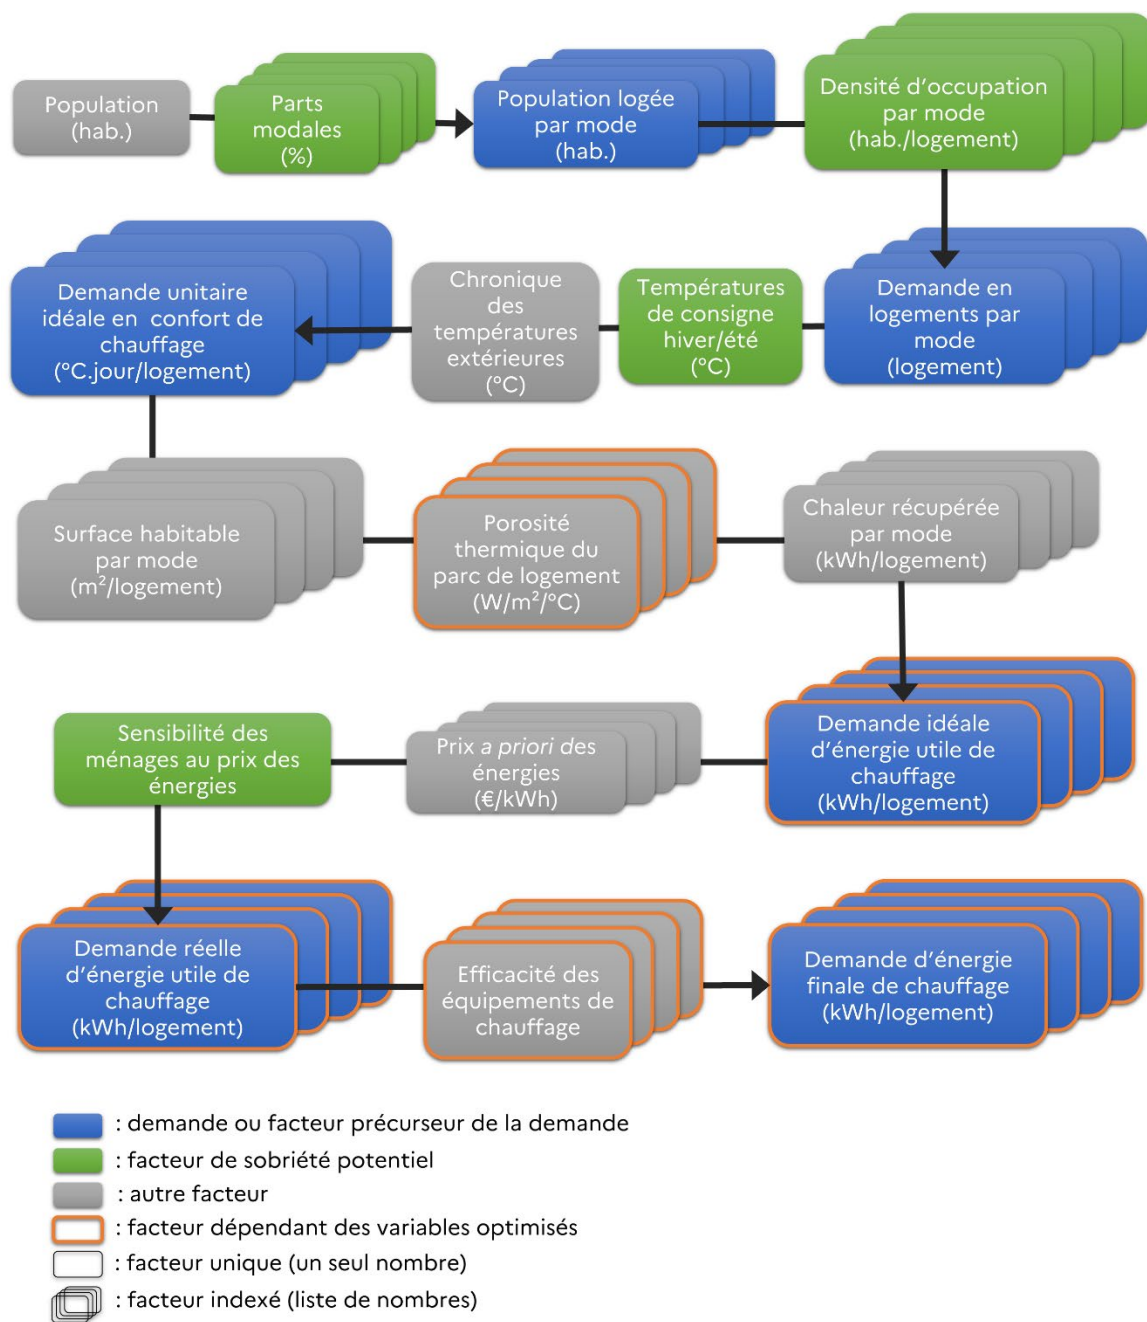 Population
(hab.)
Parts
modales
(%)
Population logée
par mode
(hab.)
Densité d'occupation
par mode
(hab./logement)
Demande unitaire
idéale en confort de
chauffage
(°C.jour/logement)
Chronique
des
températures
extérieures
(°C)
Températures
de consigne
hiver/été
(°C)
Demande en
logements par
mode
(logement)
Surface habitable
par mode
(m²/logement)
Porosité
thermique du
parc de logement
(W/m²/°C)
Chaleur récupérée
par mode
(kWh/logement)
Sensibilité des
ménages au prix des
énergies
Prix a priori des
énergies
(€/kWh)
Demande idéale
d'énergie utile de
chauffage
(kWh/logement)
Demande réelle
d'énergie utile de
chauffage
(kWh/logement)
Efficacité des
équipements de
chauffage
Demande d'énergie
finale de chauffage
(kWh/logement)
: demande ou facteur précurseur de la demande
: facteur de sobriété potentiel
: autre facteur
: facteur dépendant des variables optimisés
: facteur unique (un seul nombre)
: facteur indexé (liste de nombres)